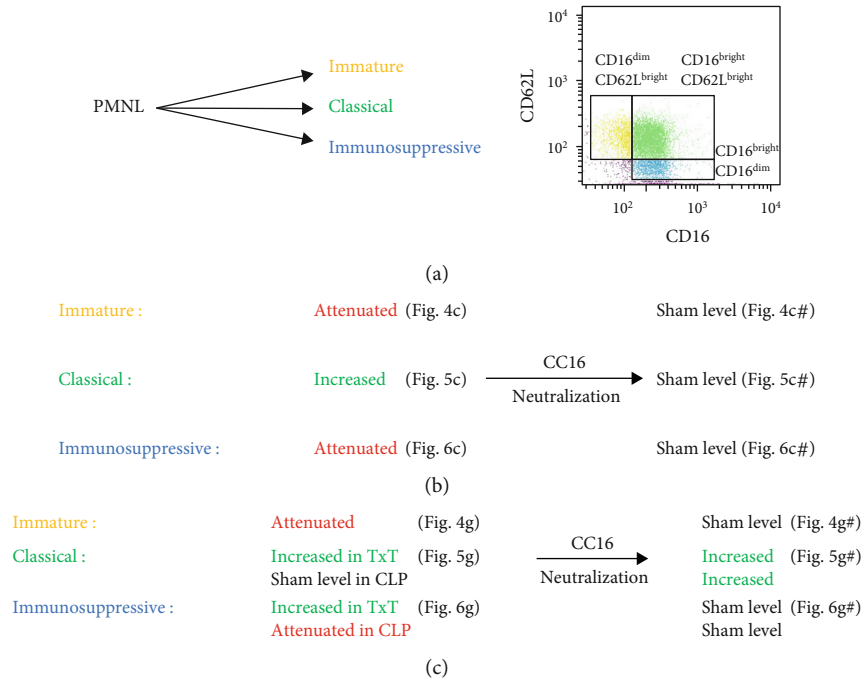 PMNL
Immature
Classical
Immunosuppressive
CD62L
10⁴
10³
10²
CD16dim CD16bright
CD62Lbright CD62Lbright
CD16bright
CD16dim
10² 10³ 10⁴
CD16
(a)
Immature : Attenuated (Fig. 4c) Sham level (Fig. 4c#)
Classical : Increased (Fig. 5c) CC16 Neutralization Sham level (Fig. 5c#)
Immunosuppressive : Attenuated (Fig. 6c) Sham level (Fig. 6c#)
(b)
Immature : Attenuated (Fig. 4g) Sham level (Fig. 4g#)
Classical : Increased in TxT (Fig. 5g) CC16 Increased (Fig. 5g#)
Sham level in CLP Neutralization Increased
Immunosuppressive : Increased in TxT (Fig. 6g) Sham level (Fig. 6g#)
Attenuated in CLP Sham level
(c)